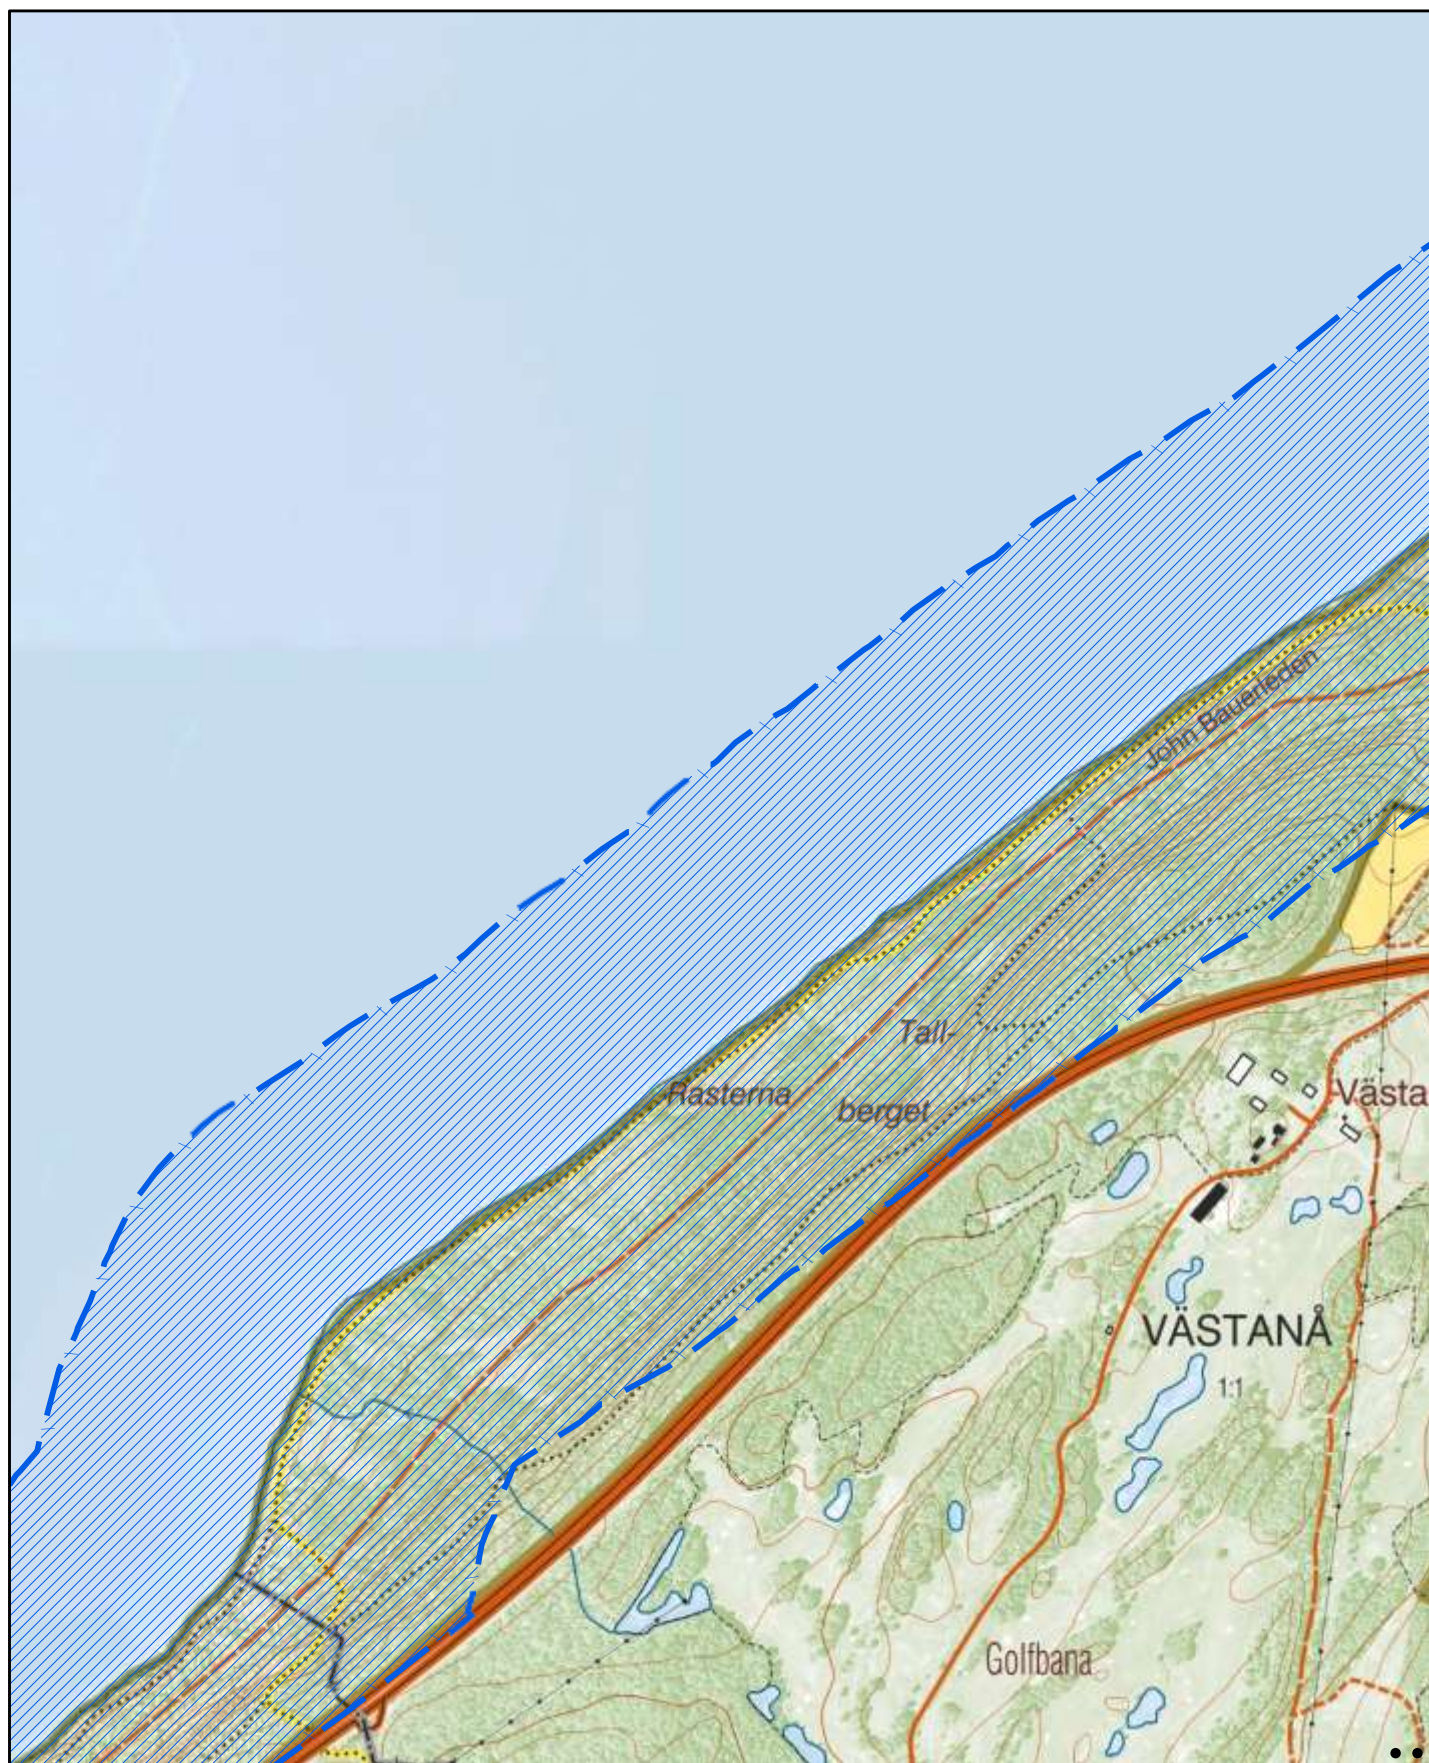 John Bauerleden
Tall-
berget
Rasterna
Västa
VÄSTANÅ
1:1
Golfbana